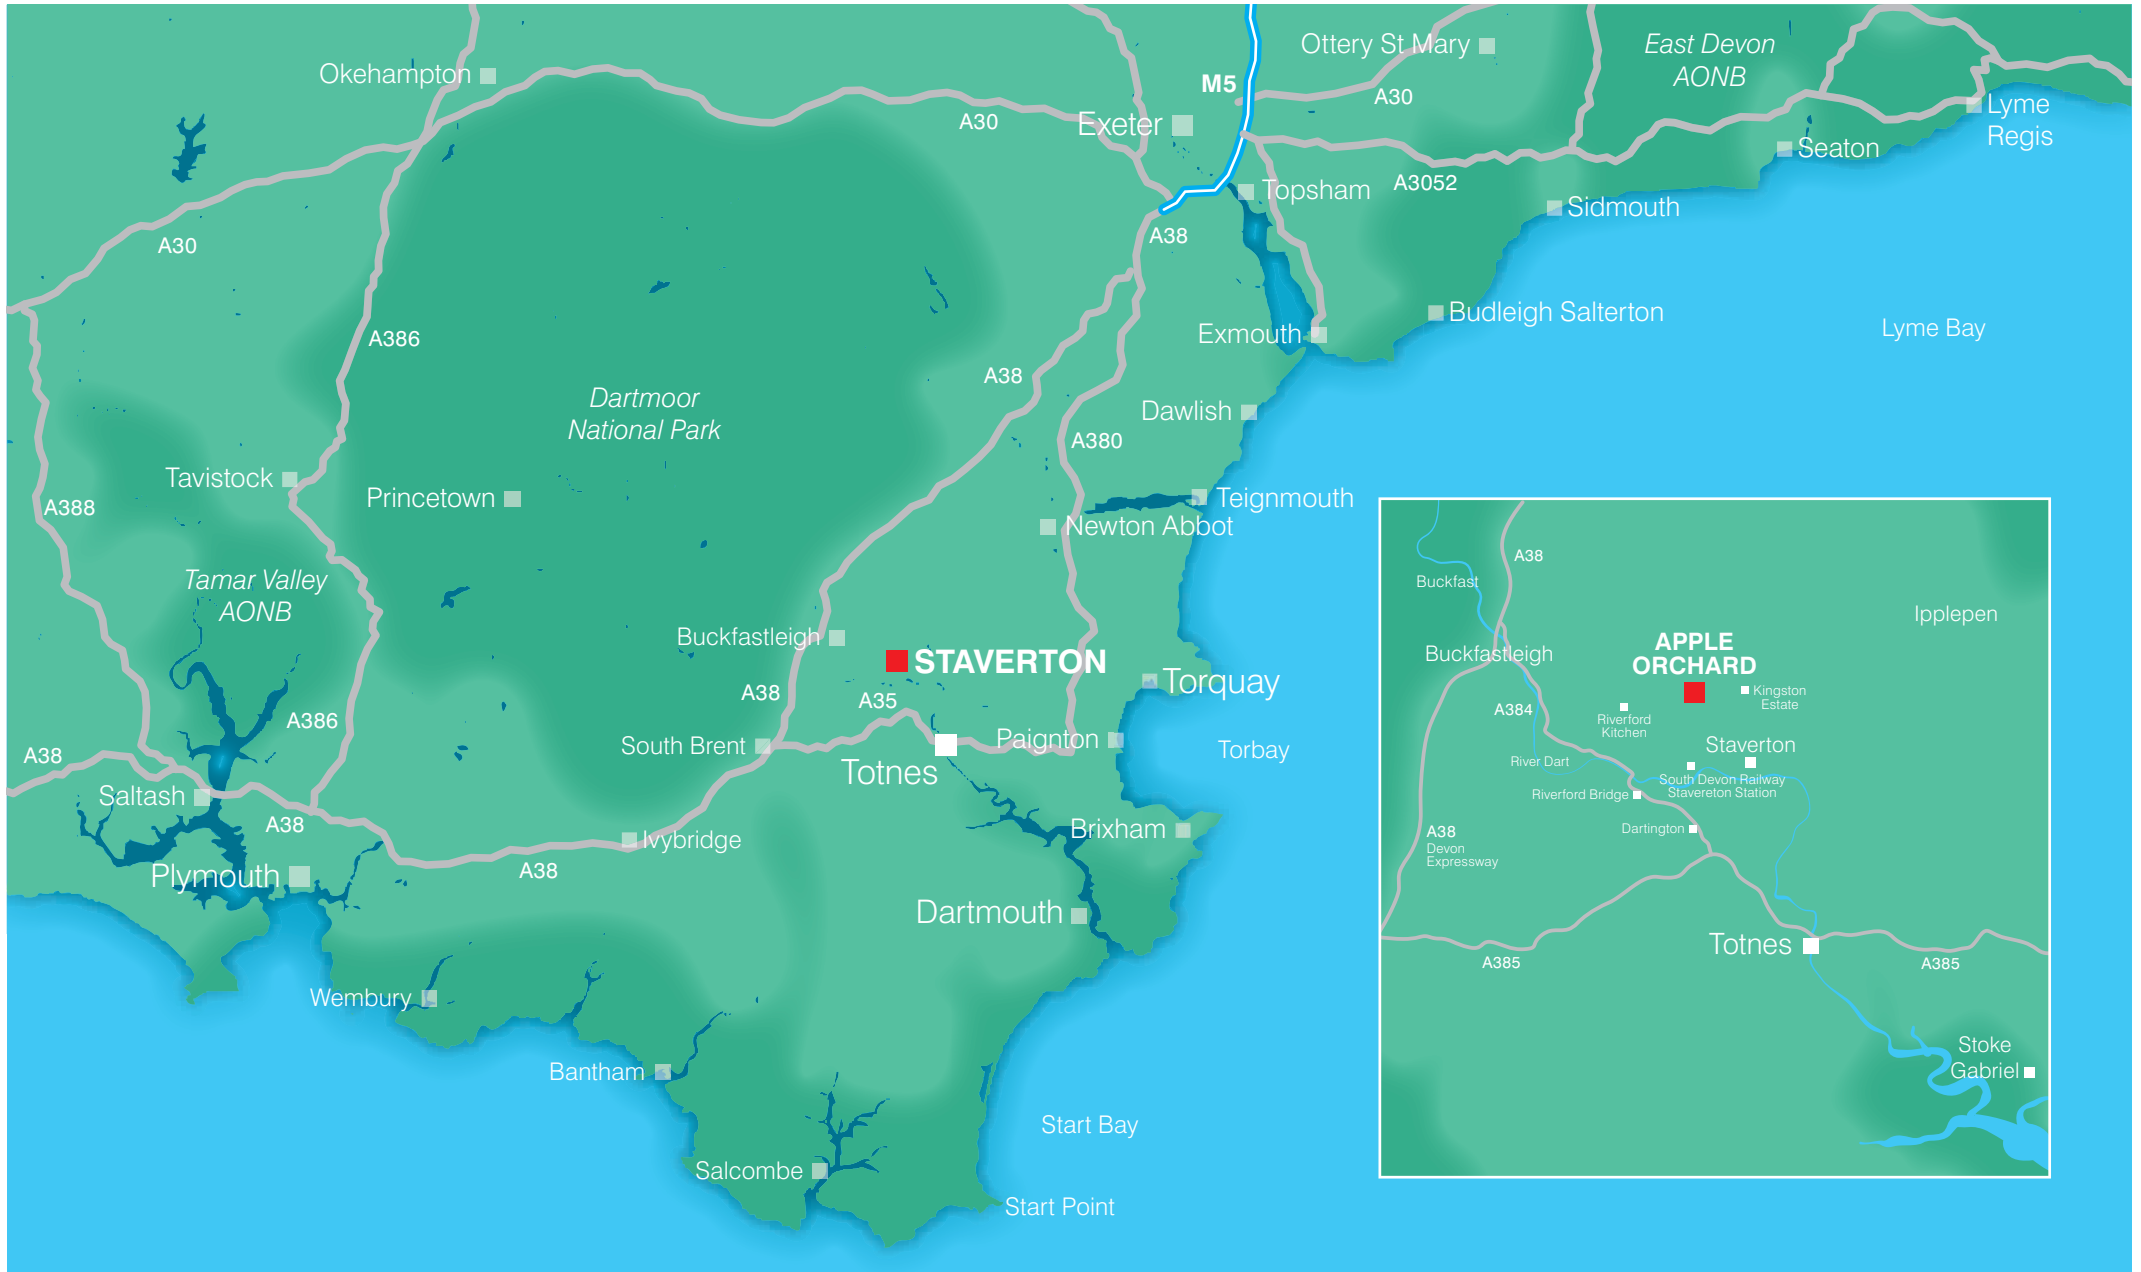 Okehampton
Ottery St Mary
East Devon
AONB
M5
A30
A30
Exeter
Lyme
Regis
Seaton
A3052
Topsham
Sidmouth
A30
A38
Budleigh Salterton
Lyme Bay
Exmouth
A386
A38
Dartmoor
National Park
Dawlish
A380
Tavistock
Princetown
Teignmouth
A388
Newton Abbot
Tamar Valley
AONB
Buckfastleigh
STAVERTON
Torquay
A38
A35
A386
South Brent
Paignton
Torbay
A38
Totnes
Saltash
A38
Brixham
Ivybridge
A38
Plymouth
Dartmouth
Wembury
Bantham
Start Bay
Salcombe
Start Point
A38
Buckfast
Ipplepen
APPLE
ORCHARD
Buckfastleigh
Kingston
Estate
A384
Riverford
Kitchen
Staverton
River Dart
South Devon Railway
Stavereton Station
Riverford Bridge
Dartington
A38
Devon
Expressway
Totnes
A385
A385
Stoke
Gabriel